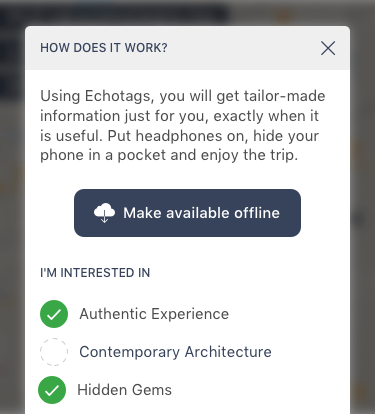 HOW DOES IT WORK?
Using Echotags, you will get tailor-made
information just for you, exactly when it
is useful. Put headphones on, hide your
phone in a pocket and enjoy the trip.
Make available offline
I'M INTERESTED IN
Authentic Experience
Contemporary Architecture
Hidden Gems